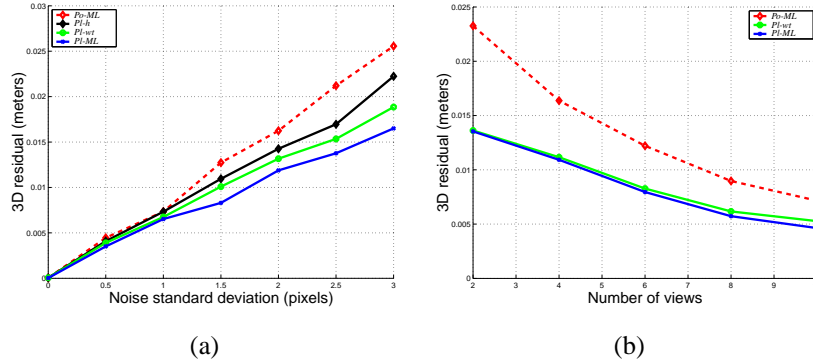 0.03
0.025
0.02
0.015
0.01
0.005
0
3D residual (meters)
Po-ML
Pl-h
Pl-wt
Pl-ML
0 0.5 1 1.5 2 2.5 3
Noise standard deviation (pixels)
(a)
0.025
0.02
0.015
0.01
0.005
0
3D residual (meters)
Po-ML
Pl-wt
Pl-ML
2 3 4 5 6 7 8 9
Number of views
(b)